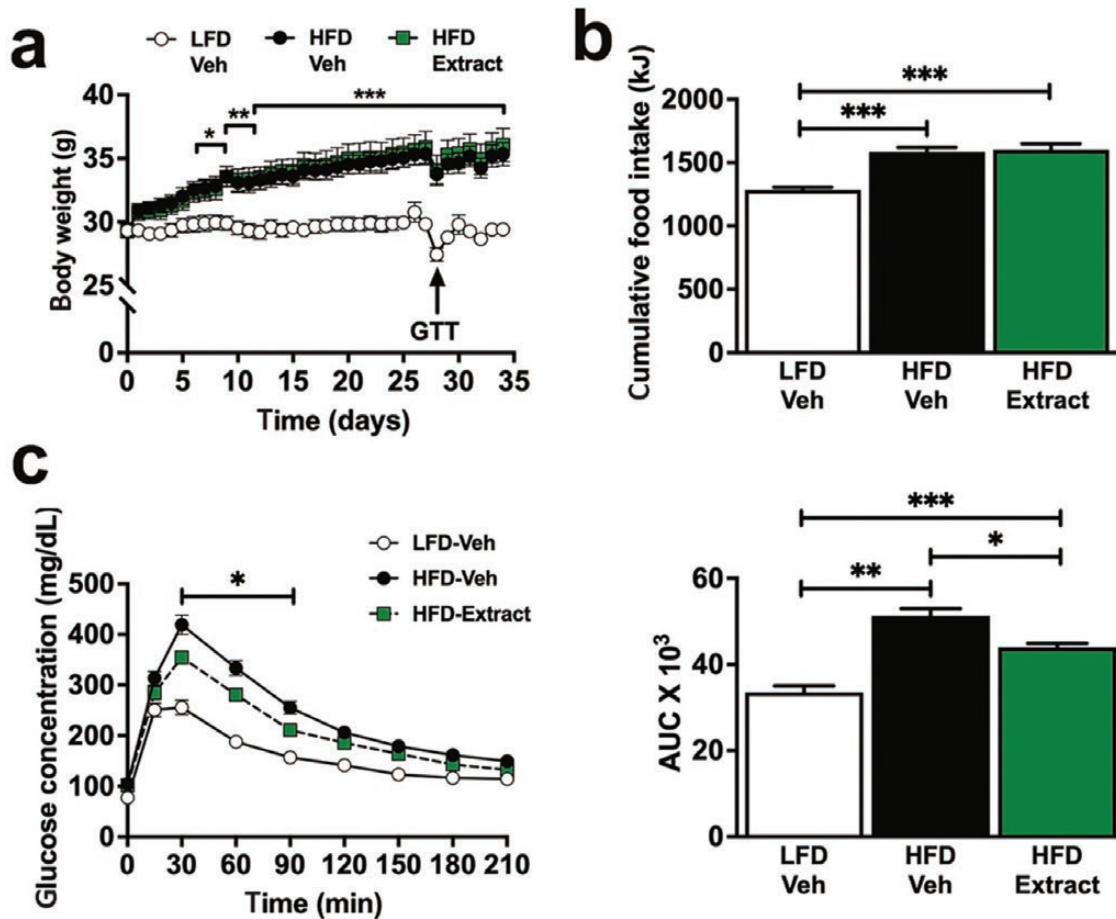 a
LFD Veh
HFD Veh
HFD Extract
Body weight (g)
40
35
30
25
0
*
**
***
GTT
0 5 10 15 20 25 30 35
Time (days)
b
Cumulative food intake (kJ)
2000
1500
1000
500
0
***
***
LFD Veh
HFD Veh
HFD Extract
c
Glucose concentration (mg/dL)
500
400
300
200
100
0
*
LFD-Veh
HFD-Veh
HFD-Extract
0 30 60 90 120 150 180 210
Time (min)
AUC X 10³
60
40
20
0
***
**
*
LFD Veh
HFD Veh
HFD Extract